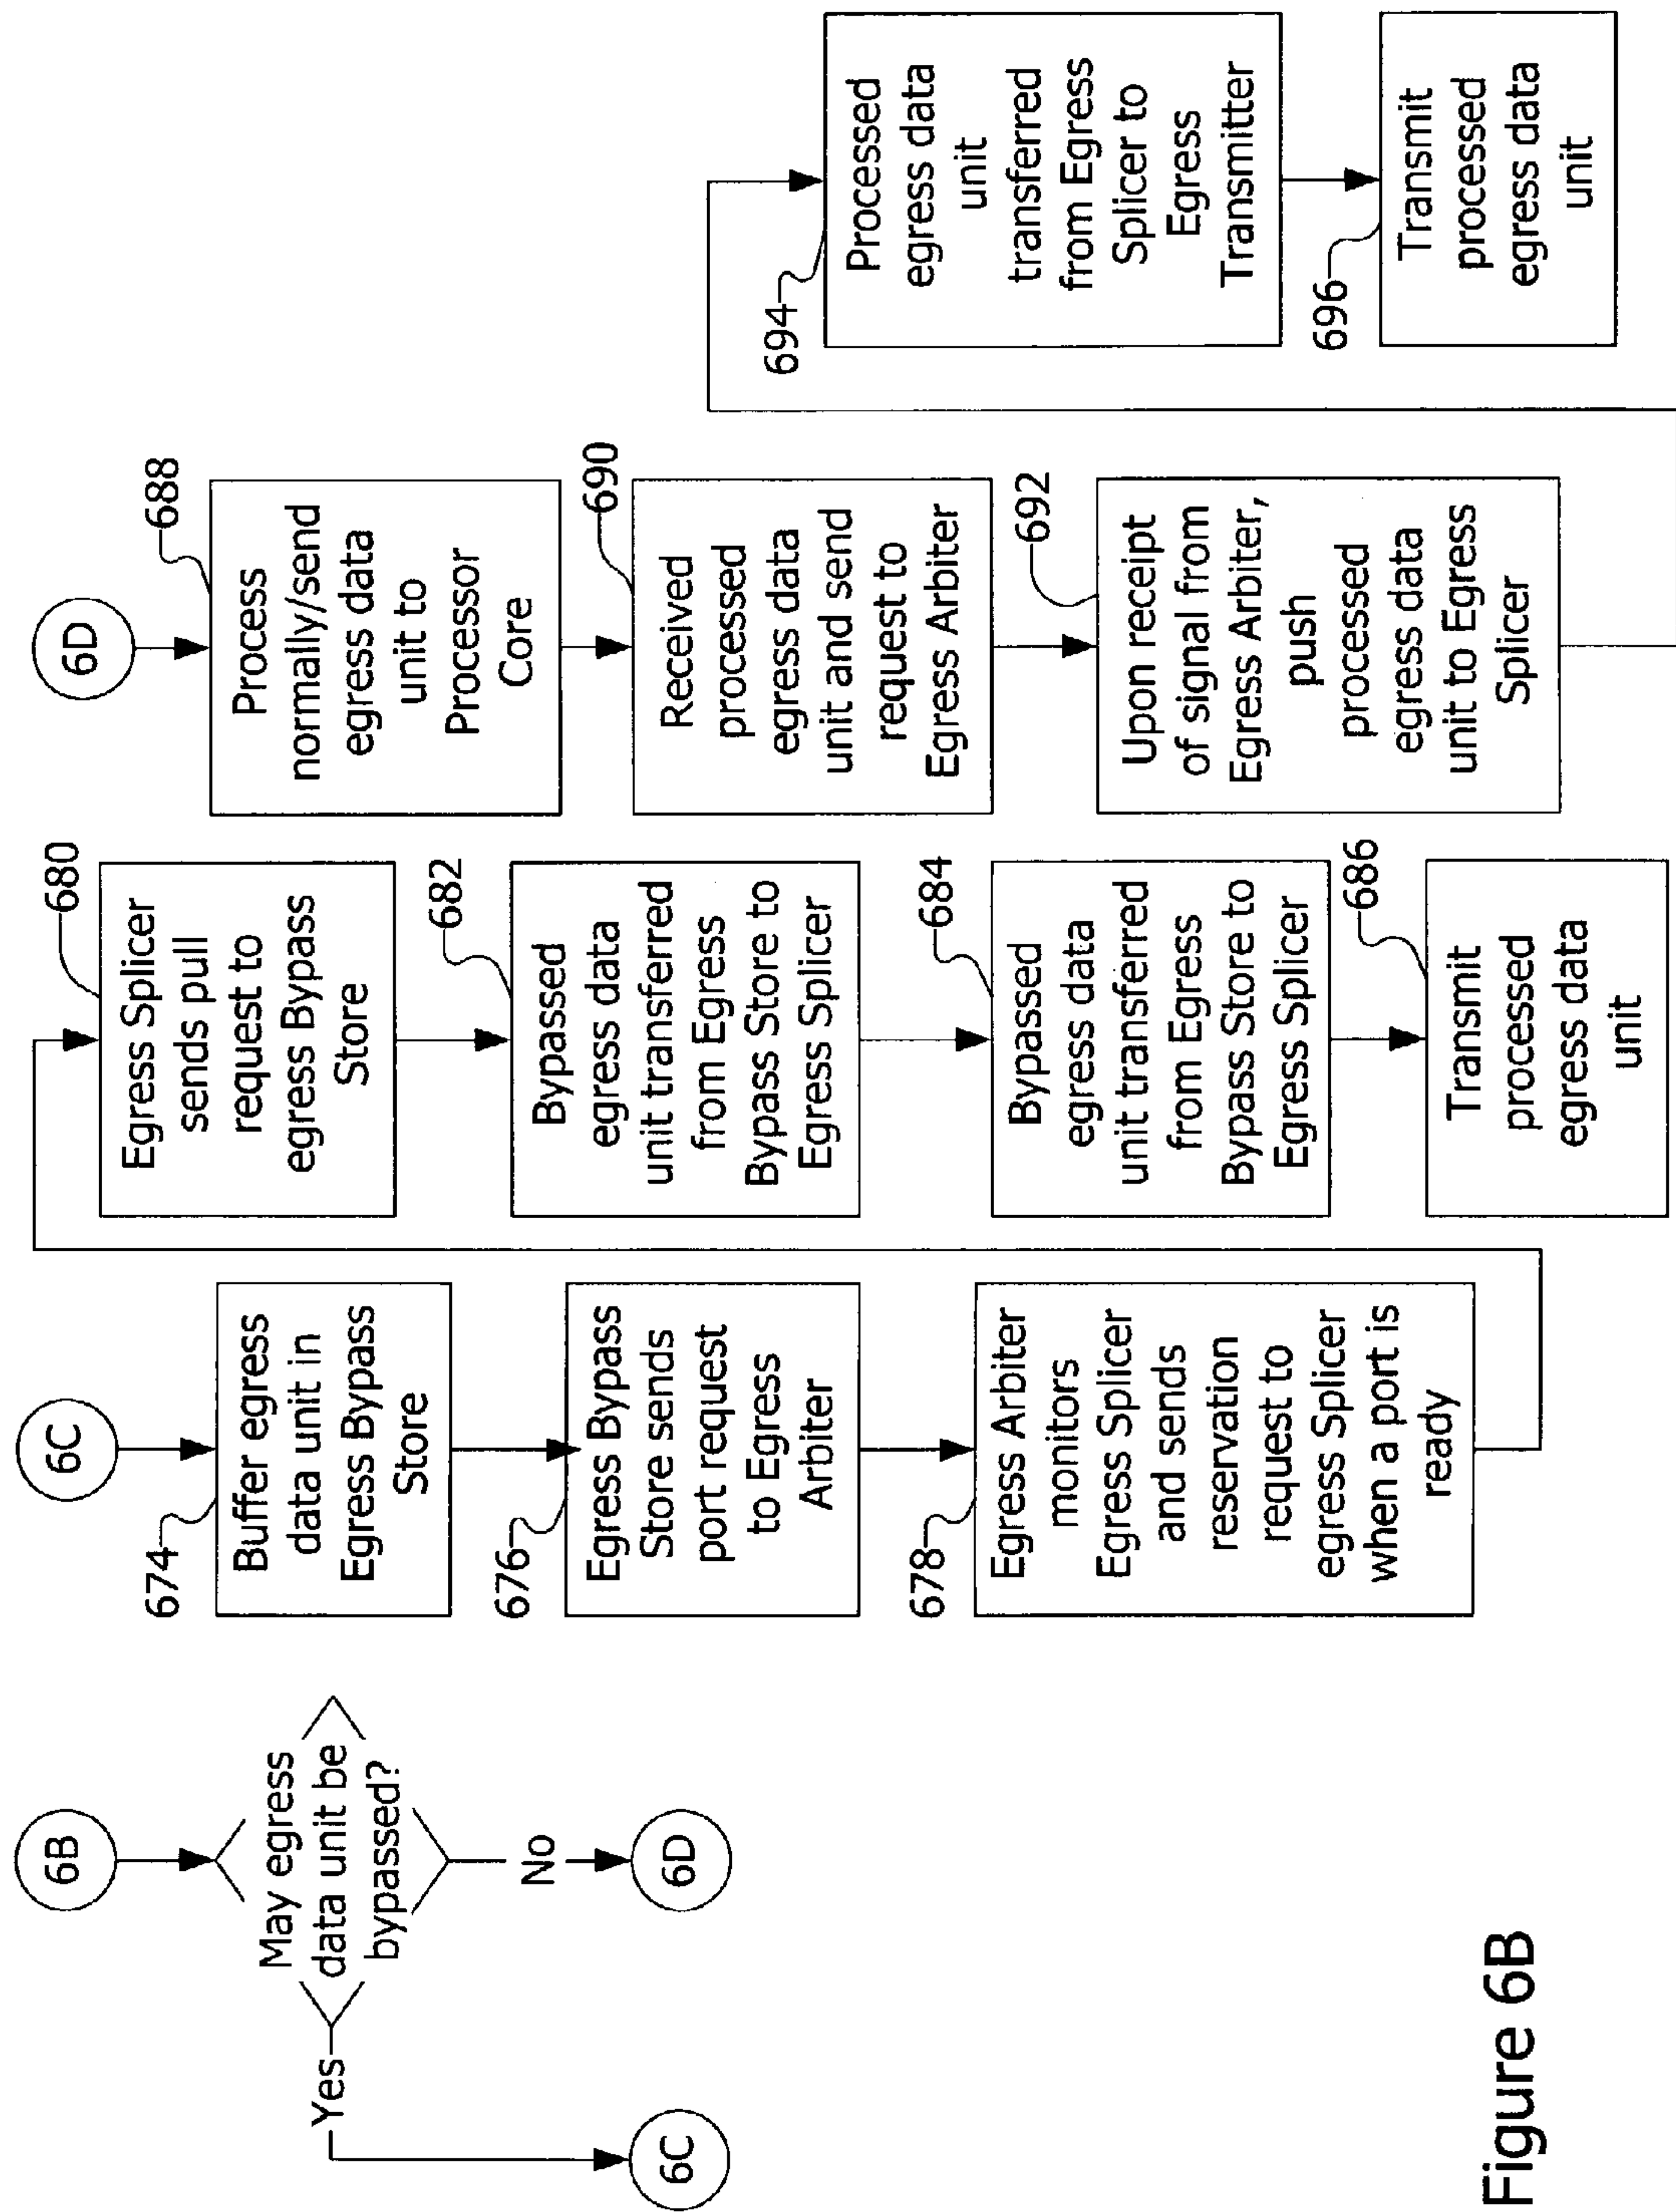 6B
May egress
data unit be
bypassed?
Yes
No
6C
6D
6C
674
Buffer egress
data unit in
Egress Bypass
Store
676
Egress Bypass
Store sends
port request
to Egress
Arbiter
678
Egress Arbiter
monitors
Egress Splicer
and sends
reservation
request to
egress Splicer
when a port is
ready
680
Egress Splicer
sends pull
request to
egress Bypass
Store
682
Bypassed
egress data
unit transferred
from Egress
Bypass Store to
Egress Splicer
684
Bypassed
egress data
unit transferred
from Egress
Bypass Store to
Egress Splicer
686
Transmit
processed
egress data
unit
6D
688
Process
normally/send
egress data
unit to
Processor
Core
690
Received
processed
egress data
unit and send
request to
Egress Arbiter
692
Upon receipt
of signal from
Egress Arbiter,
push
processed
egress data
unit to Egress
Splicer
694
Processed
egress data
unit
transferred
from Egress
Splicer to
Egress
Transmitter
696
Transmit
processed
egress data
unit
Figure 6B